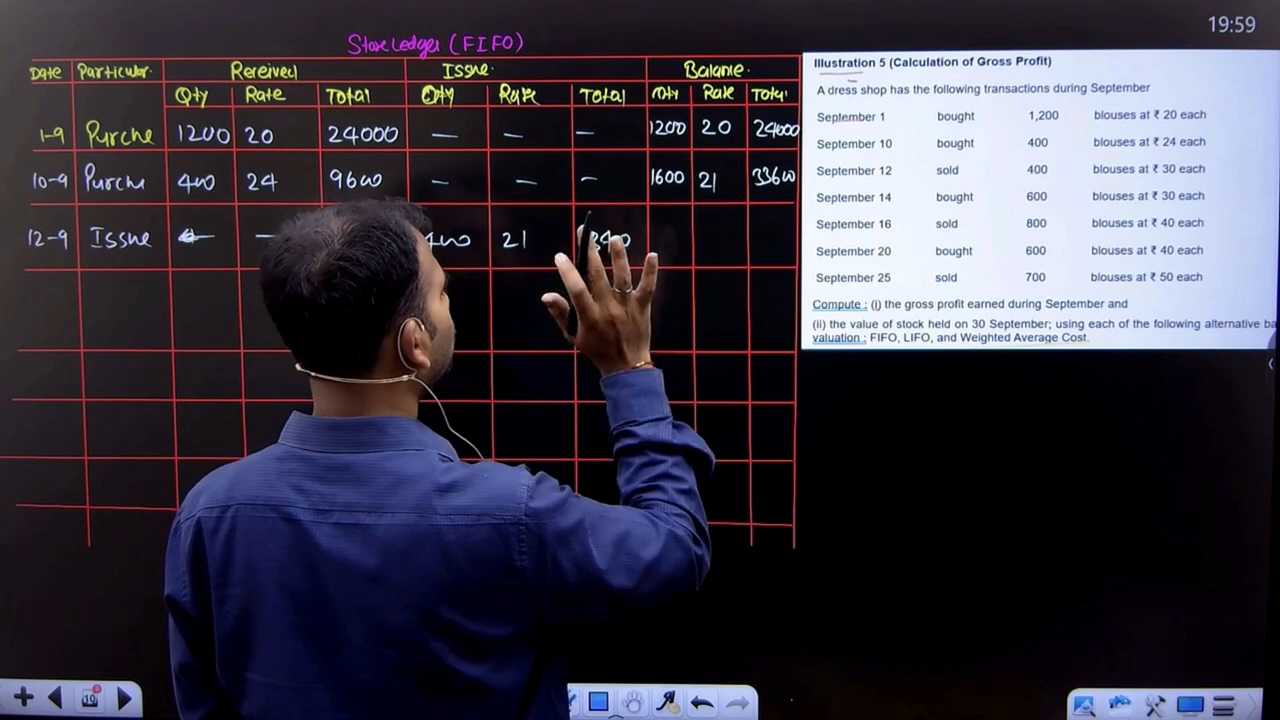 19:59
Store Ledger (FIFO)
Date Particular. Received Issue. Balance.
Qty Rate Total Qty Rate Total Qty Rate Total
1-9 Purche 1200 20 24000 — — — 1200 20 24000
10-9 Purche 400 24 9600 — — — 1600 21 33600
12-9 Issue — — 400 21
Illustration 5 (Calculation of Gross Profit)
A dress shop has the following transactions during September
September 1 bought 1,200 blouses at ₹ 20 each
September 10 bought 400 blouses at ₹ 24 each
September 12 sold 400 blouses at ₹ 30 each
September 14 bought 600 blouses at ₹ 30 each
September 16 sold 800 blouses at ₹ 40 each
September 20 bought 600 blouses at ₹ 40 each
September 25 sold 700 blouses at ₹ 50 each
Compute : (i) the gross profit earned during September and
(ii) the value of stock held on 30 September; using each of the following alternative
valuation : FIFO, LIFO, and Weighted Average Cost.
10